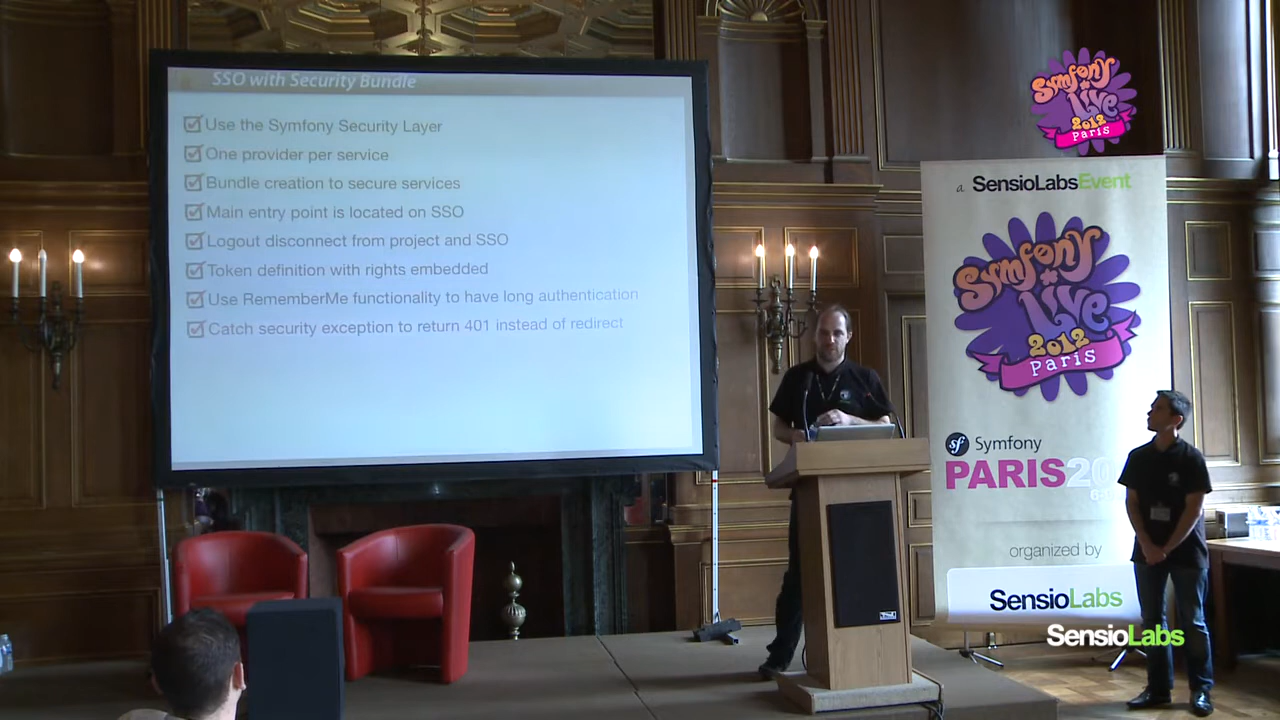 SSO with Security Bundle
Use the Symfony Security Layer
One provider per service
Bundle creation to secure services
Main entry point is located on SSO
Logout disconnect from project and SSO
Token definition with rights embedded
Use RememberMe functionality to have long authentication
Catch security exception to return 401 instead of redirect
Symfony
Live
2012
Paris
a SensioLabsEvent
Symfony
Live
2012
Paris
sf Symfony
PARIS20
organized by
SensioLabs
SensioLabs